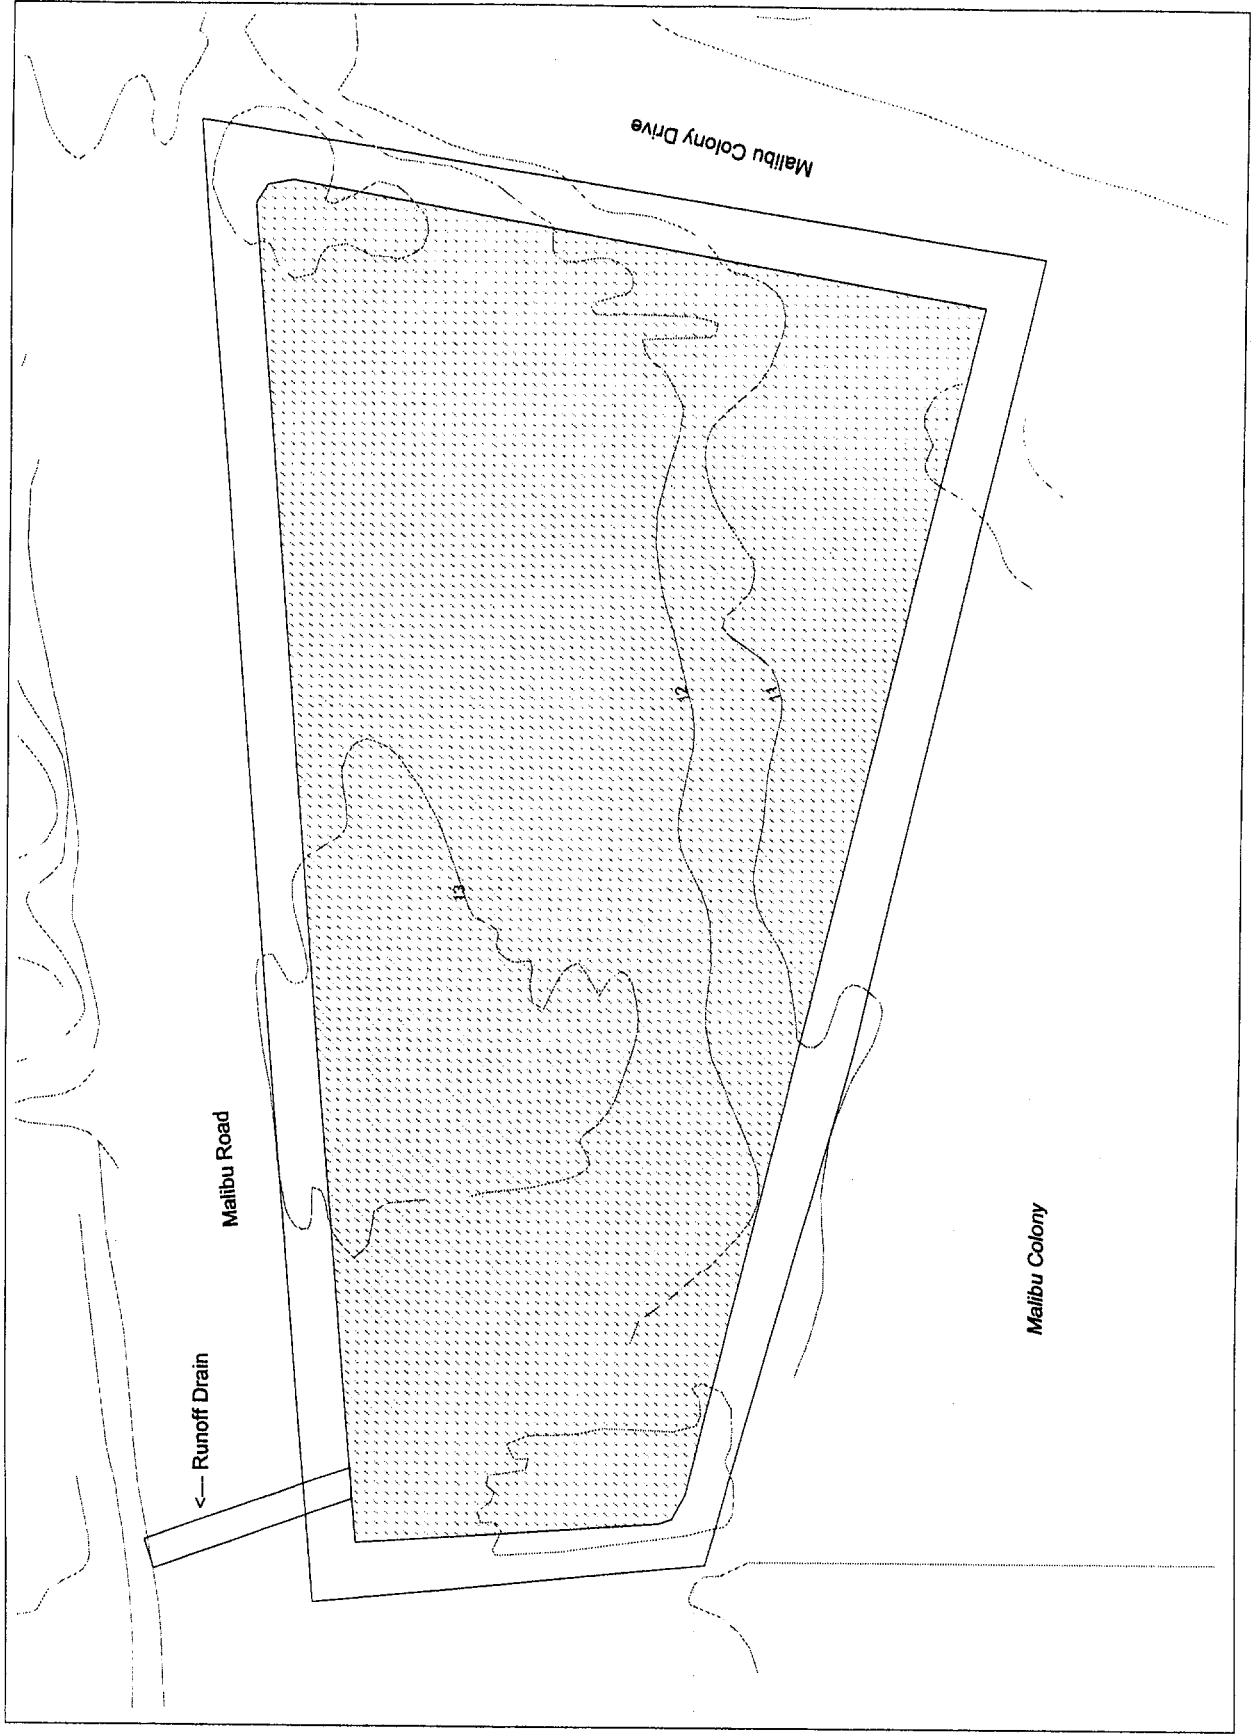 Malibu Colony Drive
12
11
13
Malibu Road
<— Runoff Drain
Malibu Colony